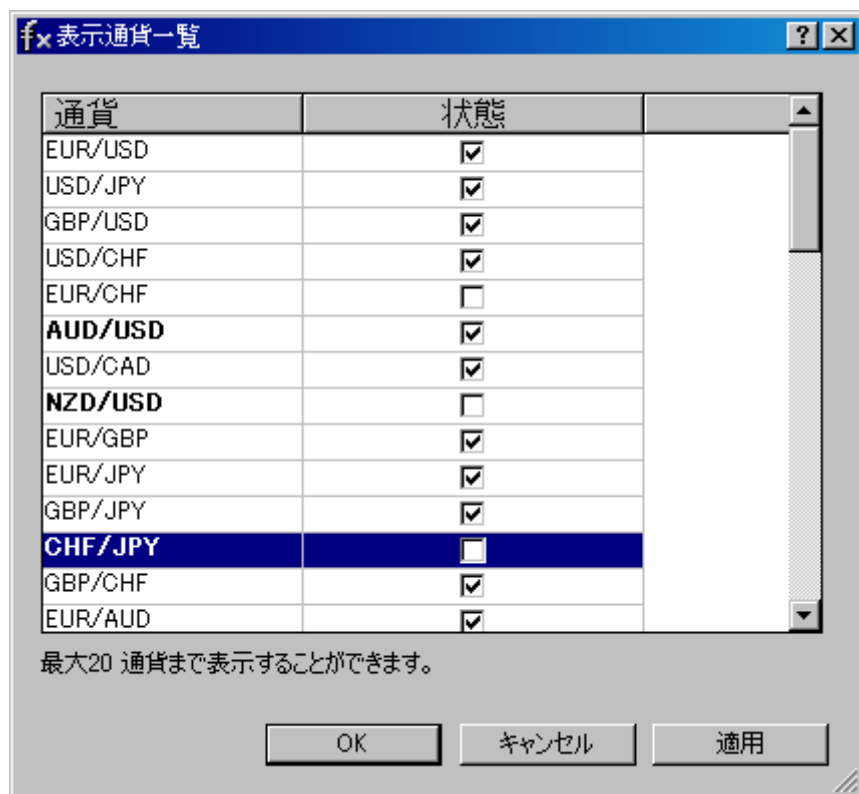 fx 表示通貨一覧
通貨 状態
EUR/USD
USD/JPY
GBP/USD
USD/CHF
EUR/CHF
AUD/USD
USD/CAD
NZD/USD
EUR/GBP
EUR/JPY
GBP/JPY
CHF/JPY
GBP/CHF
EUR/AUD
最大20 通貨まで表示することができます。
OK キャンセル 適用